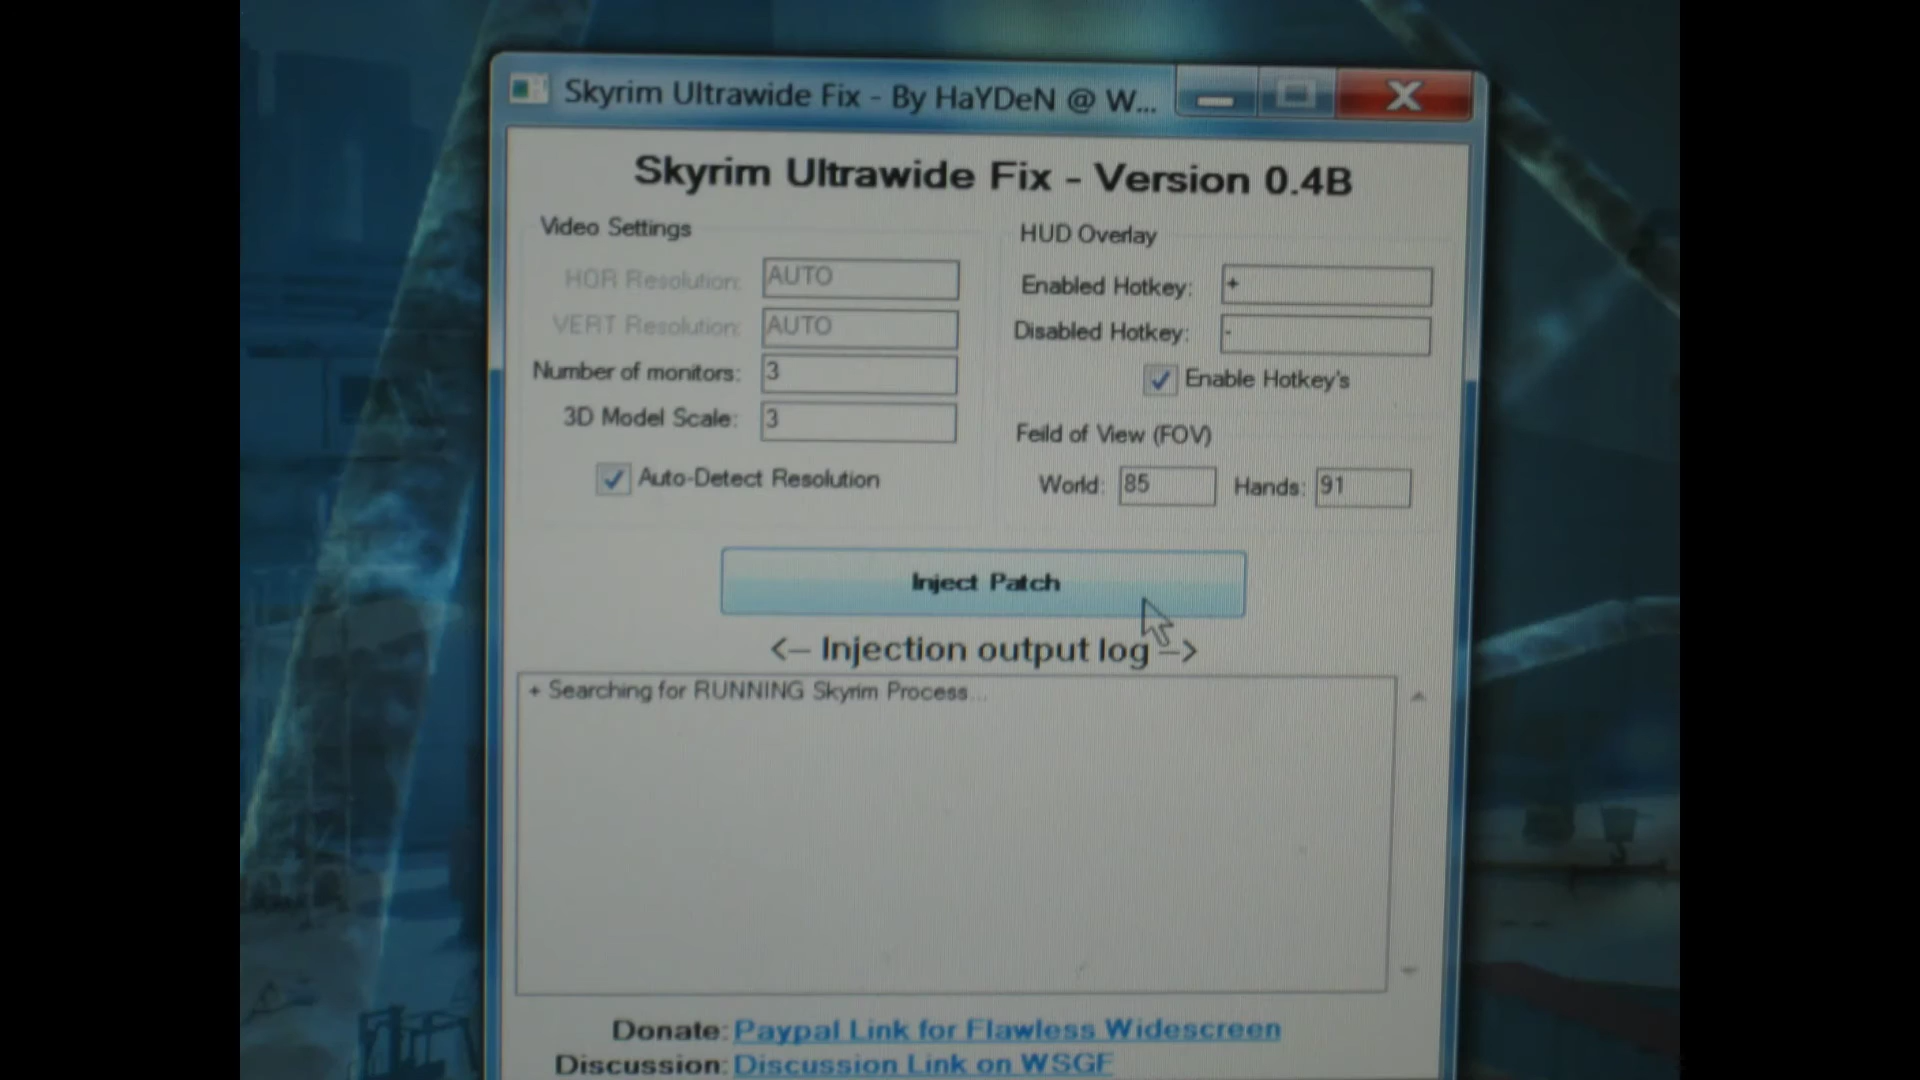 Skyrim Ultrawide Fix - By HaYDeN @ W...
Skyrim Ultrawide Fix - Version 0.4B
Video Settings
HOR Resolution: AUTO
VERT Resolution: AUTO
Number of monitors: 3
3D Model Scale: 3
Auto-Detect Resolution
HUD Overlay
Enabled Hotkey: +
Disabled Hotkey: -
Enable Hotkey's
Feild of View (FOV)
World: 85 Hands: 91
Inject Patch
<-- Injection output log -->
+ Searching for RUNNING Skyrim Process...
Donate: Paypal Link for Flawless Widescreen
Discussion: Discussion Link on WSGF